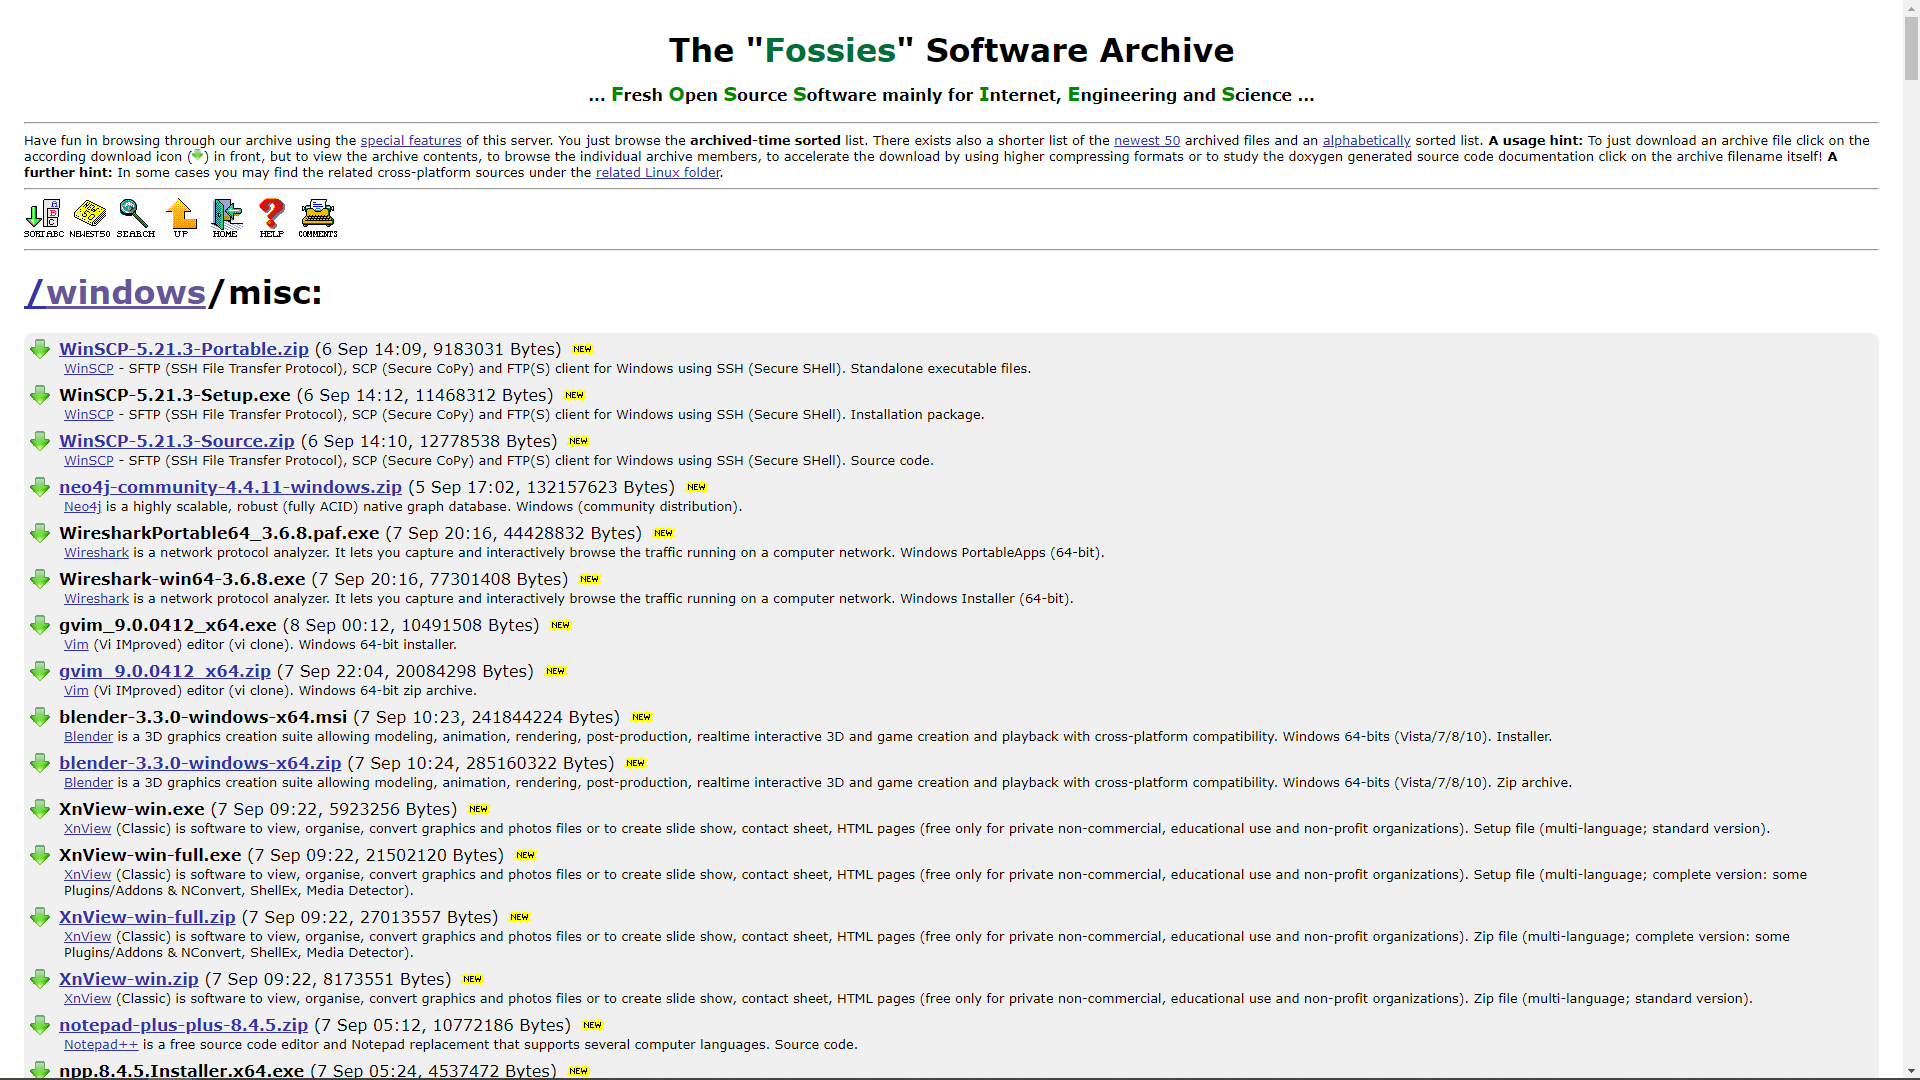 The "Fossies" Software Archive
... Fresh Open Source Software mainly for Internet, Engineering and Science ...
Have fun in browsing through our archive using the special features of this server. You just browse the archived-time sorted list. There exists also a shorter list of the newest 50 archived files and an alphabetically sorted list. A usage hint: To just download an archive file click on the
according download icon () in front, but to view the archive contents, to browse the individual archive members, to accelerate the download by using higher compressing formats or to study the doxygen generated source code documentation click on the archive filename itself! A
further hint: In some cases you may find the related cross-platform sources under the related Linux folder.
SORT ABC NEWEST50 SEARCH UP HOME HELP COMMENTS
/windows/misc:
WinSCP-5.21.3-Portable.zip (6 Sep 14:09, 9183031 Bytes) NEW
WinSCP - SFTP (SSH File Transfer Protocol), SCP (Secure CoPy) and FTP(S) client for Windows using SSH (Secure SHell). Standalone executable files.
WinSCP-5.21.3-Setup.exe (6 Sep 14:12, 11468312 Bytes) NEW
WinSCP - SFTP (SSH File Transfer Protocol), SCP (Secure CoPy) and FTP(S) client for Windows using SSH (Secure SHell). Installation package.
WinSCP-5.21.3-Source.zip (6 Sep 14:10, 12778538 Bytes) NEW
WinSCP - SFTP (SSH File Transfer Protocol), SCP (Secure CoPy) and FTP(S) client for Windows using SSH (Secure SHell). Source code.
neo4j-community-4.4.11-windows.zip (5 Sep 17:02, 132157623 Bytes) NEW
Neo4j is a highly scalable, robust (fully ACID) native graph database. Windows (community distribution).
WiresharkPortable64_3.6.8.paf.exe (7 Sep 20:16, 44428832 Bytes) NEW
Wireshark is a network protocol analyzer. It lets you capture and interactively browse the traffic running on a computer network. Windows PortableApps (64-bit).
Wireshark-win64-3.6.8.exe (7 Sep 20:16, 77301408 Bytes) NEW
Wireshark is a network protocol analyzer. It lets you capture and interactively browse the traffic running on a computer network. Windows Installer (64-bit).
gvim_9.0.0412_x64.exe (8 Sep 00:12, 10491508 Bytes) NEW
Vim (Vi IMproved) editor (vi clone). Windows 64-bit installer.
gvim_9.0.0412_x64.zip (7 Sep 22:04, 20084298 Bytes) NEW
Vim (Vi IMproved) editor (vi clone). Windows 64-bit zip archive.
blender-3.3.0-windows-x64.msi (7 Sep 10:23, 241844224 Bytes) NEW
Blender is a 3D graphics creation suite allowing modeling, animation, rendering, post-production, realtime interactive 3D and game creation and playback with cross-platform compatibility. Windows 64-bits (Vista/7/8/10). Installer.
blender-3.3.0-windows-x64.zip (7 Sep 10:24, 285160322 Bytes) NEW
Blender is a 3D graphics creation suite allowing modeling, animation, rendering, post-production, realtime interactive 3D and game creation and playback with cross-platform compatibility. Windows 64-bits (Vista/7/8/10). Zip archive.
XnView-win.exe (7 Sep 09:22, 5923256 Bytes) NEW
XnView (Classic) is software to view, organise, convert graphics and photos files or to create slide show, contact sheet, HTML pages (free only for private non-commercial, educational use and non-profit organizations). Setup file (multi-language; standard version).
XnView-win-full.exe (7 Sep 09:22, 21502120 Bytes) NEW
XnView (Classic) is software to view, organise, convert graphics and photos files or to create slide show, contact sheet, HTML pages (free only for private non-commercial, educational use and non-profit organizations). Setup file (multi-language; complete version: some
Plugins/Addons & NConvert, ShellEx, Media Detector).
XnView-win-full.zip (7 Sep 09:22, 27013557 Bytes) NEW
XnView (Classic) is software to view, organise, convert graphics and photos files or to create slide show, contact sheet, HTML pages (free only for private non-commercial, educational use and non-profit organizations). Zip file (multi-language; complete version: some
Plugins/Addons & NConvert, ShellEx, Media Detector).
XnView-win.zip (7 Sep 09:22, 8173551 Bytes) NEW
XnView (Classic) is software to view, organise, convert graphics and photos files or to create slide show, contact sheet, HTML pages (free only for private non-commercial, educational use and non-profit organizations). Zip file (multi-language; standard version).
notepad-plus-plus-8.4.5.zip (7 Sep 05:12, 10772186 Bytes) NEW
Notepad++ is a free source code editor and Notepad replacement that supports several computer languages. Source code.
npp.8.4.5.Installer.x64.exe (7 Sep 05:24, 4537472 Bytes) NEW